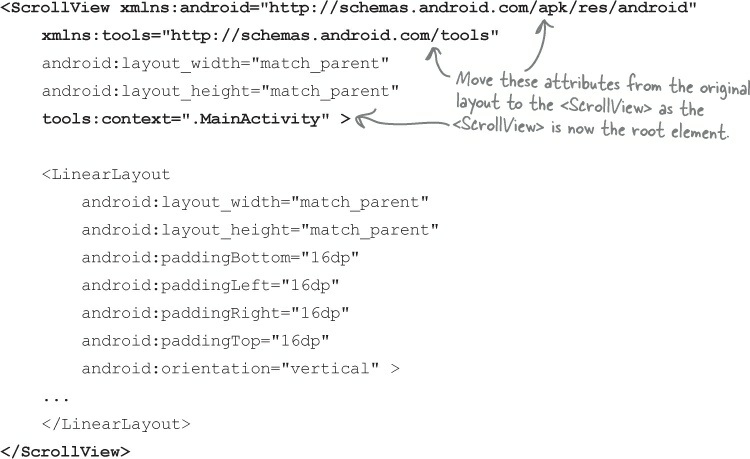 <ScrollView xmlns:android="http://schemas.android.com/apk/res/android"
    xmlns:tools="http://schemas.android.com/tools"
    android:layout_width="match_parent"
    android:layout_height="match_parent"
    tools:context=".MainActivity" >
Move these attributes from the original
layout to the <ScrollView> as the
<ScrollView> is now the root element.
    <LinearLayout
        android:layout_width="match_parent"
        android:layout_height="match_parent"
        android:paddingBottom="16dp"
        android:paddingLeft="16dp"
        android:paddingRight="16dp"
        android:paddingTop="16dp"
        android:orientation="vertical" >
    ...
    </LinearLayout>
</ScrollView>